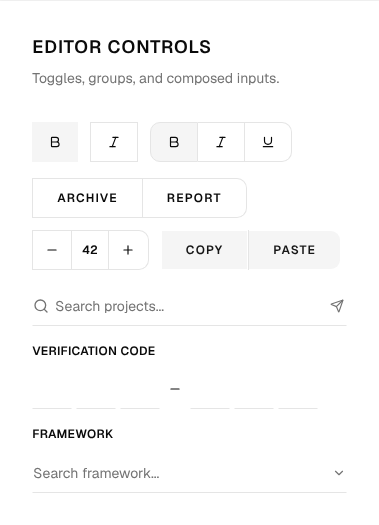 EDITOR CONTROLS
Toggles, groups, and composed inputs.
B I B I U
ARCHIVE REPORT
− 42 + COPY PASTE
Search projects...
VERIFICATION CODE
–
FRAMEWORK
Search framework...